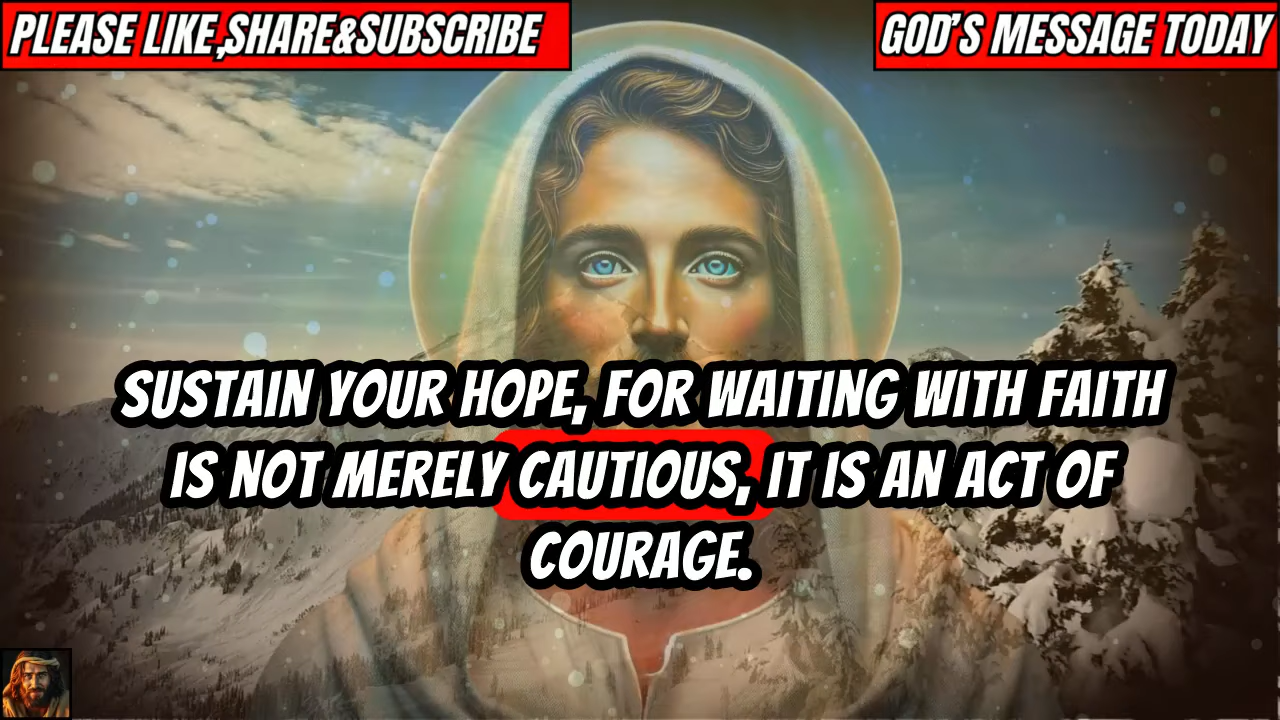 PLEASE LIKE,SHARE&SUBSCRIBE
GOD'S MESSAGE TODAY
SUSTAIN YOUR HOPE, FOR WAITING WITH FAITH
IS NOT MERELY CAUTIOUS, IT IS AN ACT OF
COURAGE.